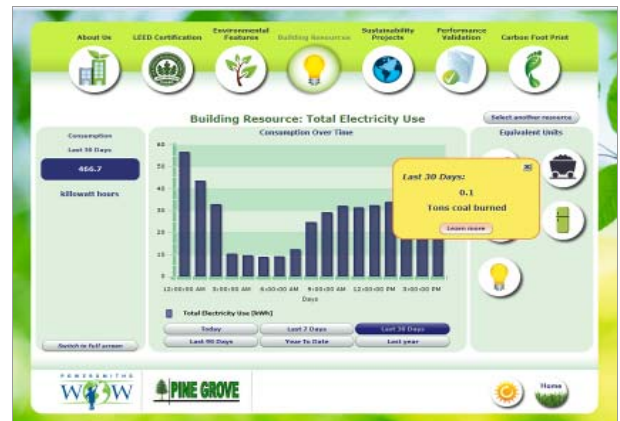 About Us
LEED Certification
Environmental
Features
Building Resources
Sustainability
Projects
Performance
Validation
Carbon Foot Print
Building Resource: Total Electricity Use
Select another resource
Consumption
Last 30 Days
466.7
killowatt hours
Switch to full screen
Consumption Over Time
60
50
40
30
20
10
0
12:00:00 AM
3:00:00 AM
6:00:00 AM
9:00:00 AM
12:00:00 PM
3:00:00 PM
Days
Total Electricity Use [kWh]
Today
Last 7 Days
Last 30 Days
Last 90 Days
Year To Date
Last year
Equivalent Units
Last 30 Days:
0.1
Tons coal burned
Learn more
POWERSMITHS
WOW
PINE GROVE
Home